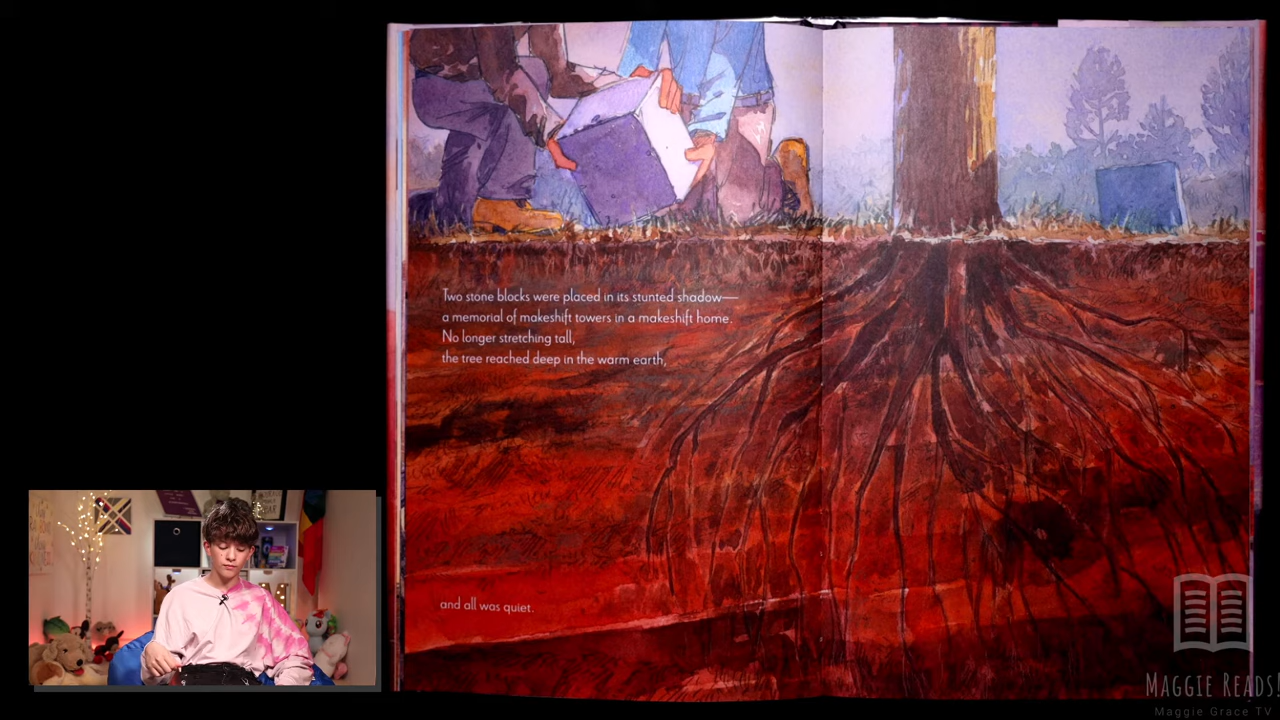 Two stone blocks were placed in its stunted shadow—
a memorial of makeshift towers in a makeshift home.
No longer stretching tall,
the tree reached deep in the warm earth,
and all was quiet.
MAGGIE READS!
Maggie Grace TV